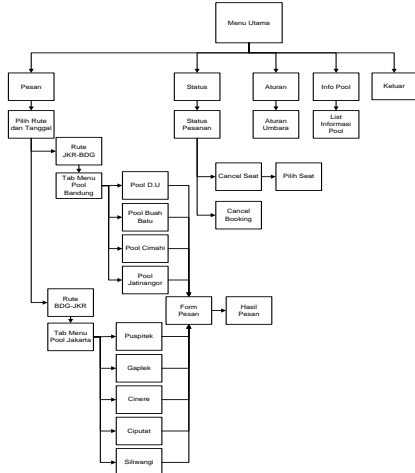 Menu Utama
Pesan
Status
Aturan
Info Pool
Keluar
Pilih Rute
dan Tanggal
Status
Pesanan
Aturan
Umbara
List
Informasi
Pool
Rute
JKR-BDG
Tab Menu
Pool
Bandung
Pool D.U
Cancel Seat
Pilih Seat
Pool Buah
Batu
Cancel
Booking
Pool Cimahi
Pool
Jatinangor
Rute
BDG-JKR
Form
Pesan
Hasil
Pesan
Tab Menu
Pool Jakarta
Puspitek
Gaplek
Cinere
Ciputat
Siliwangi